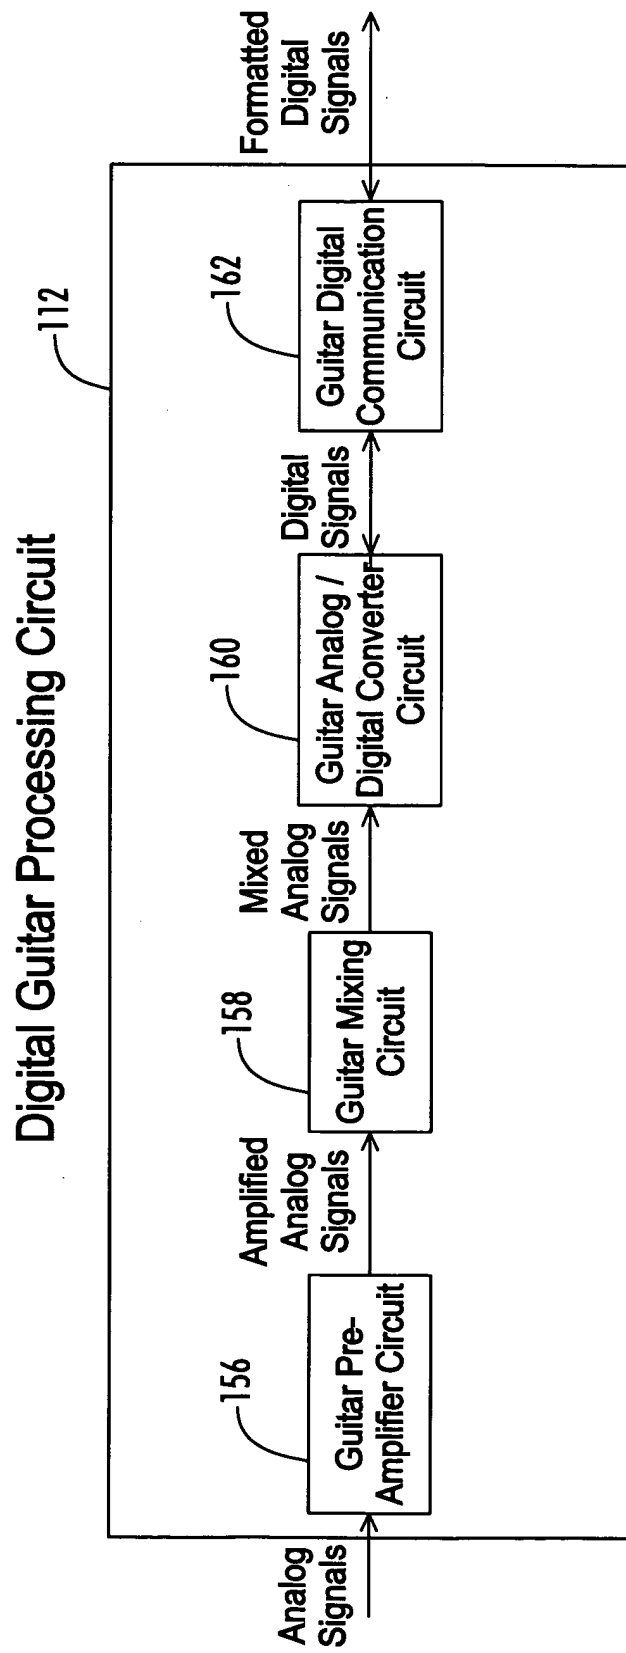 Digital Guitar Processing Circuit
112
Analog
Signals
156
Guitar Pre-
Amplifier Circuit
Amplified
Analog
Signals
158
Guitar Mixing
Circuit
Mixed
Analog
Signals
160
Guitar Analog /
Digital Converter
Circuit
Digital
Signals
162
Guitar Digital
Communication
Circuit
Formatted
Digital
Signals